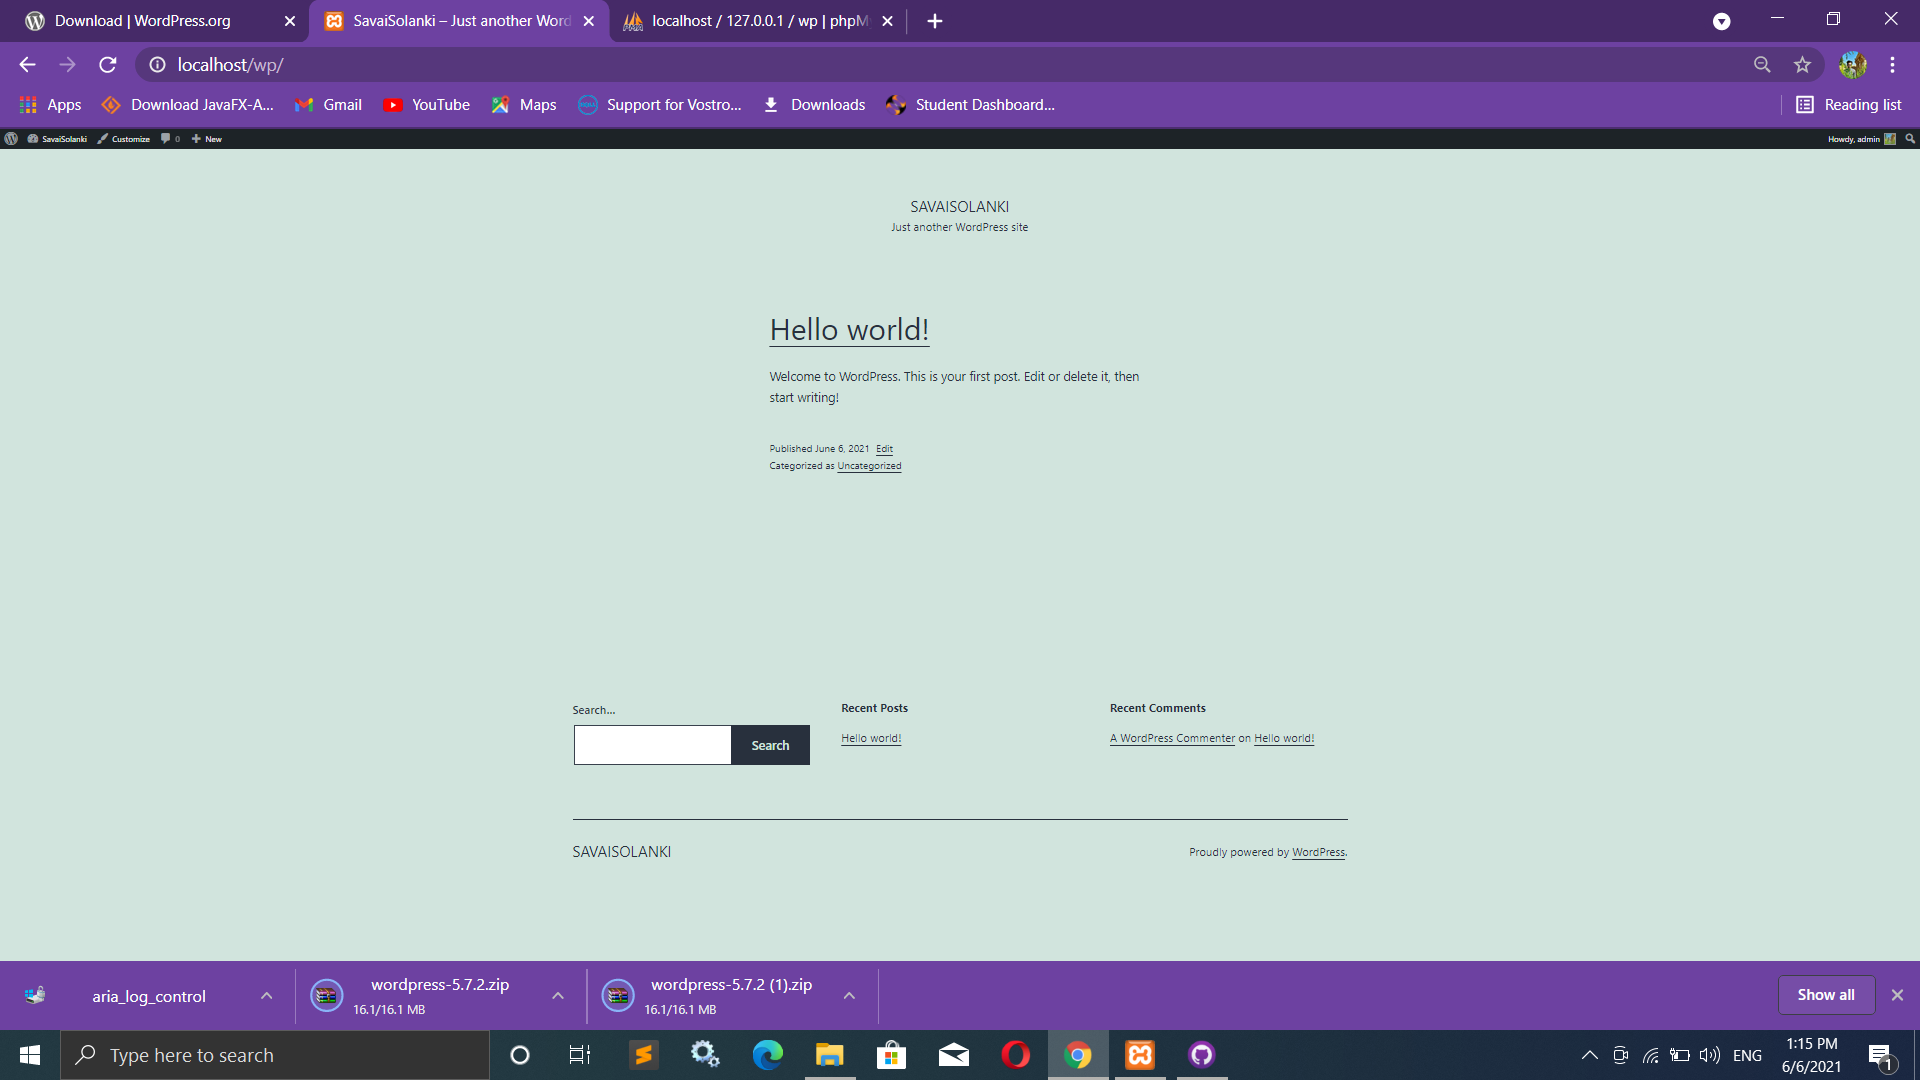 Download | WordPress.org
SavaiSolanki – Just another Word
localhost / 127.0.0.1 / wp | phpMy
localhost/wp/
Apps
Download JavaFX-A...
Gmail
YouTube
Maps
Support for Vostro...
Downloads
Student Dashboard...
Reading list
SavaiSolanki
Customize
0
New
Howdy, admin
SAVAISOLANKI
Just another WordPress site
Hello world!
Welcome to WordPress. This is your first post. Edit or delete it, then
start writing!
Published June 6, 2021 Edit
Categorized as Uncategorized
Search…
Search
Recent Posts
Hello world!
Recent Comments
A WordPress Commenter on Hello world!
SAVAISOLANKI
Proudly powered by WordPress.
aria_log_control
wordpress-5.7.2.zip
16.1/16.1 MB
wordpress-5.7.2 (1).zip
16.1/16.1 MB
Show all
Type here to search
ENG
1:15 PM
6/6/2021
1